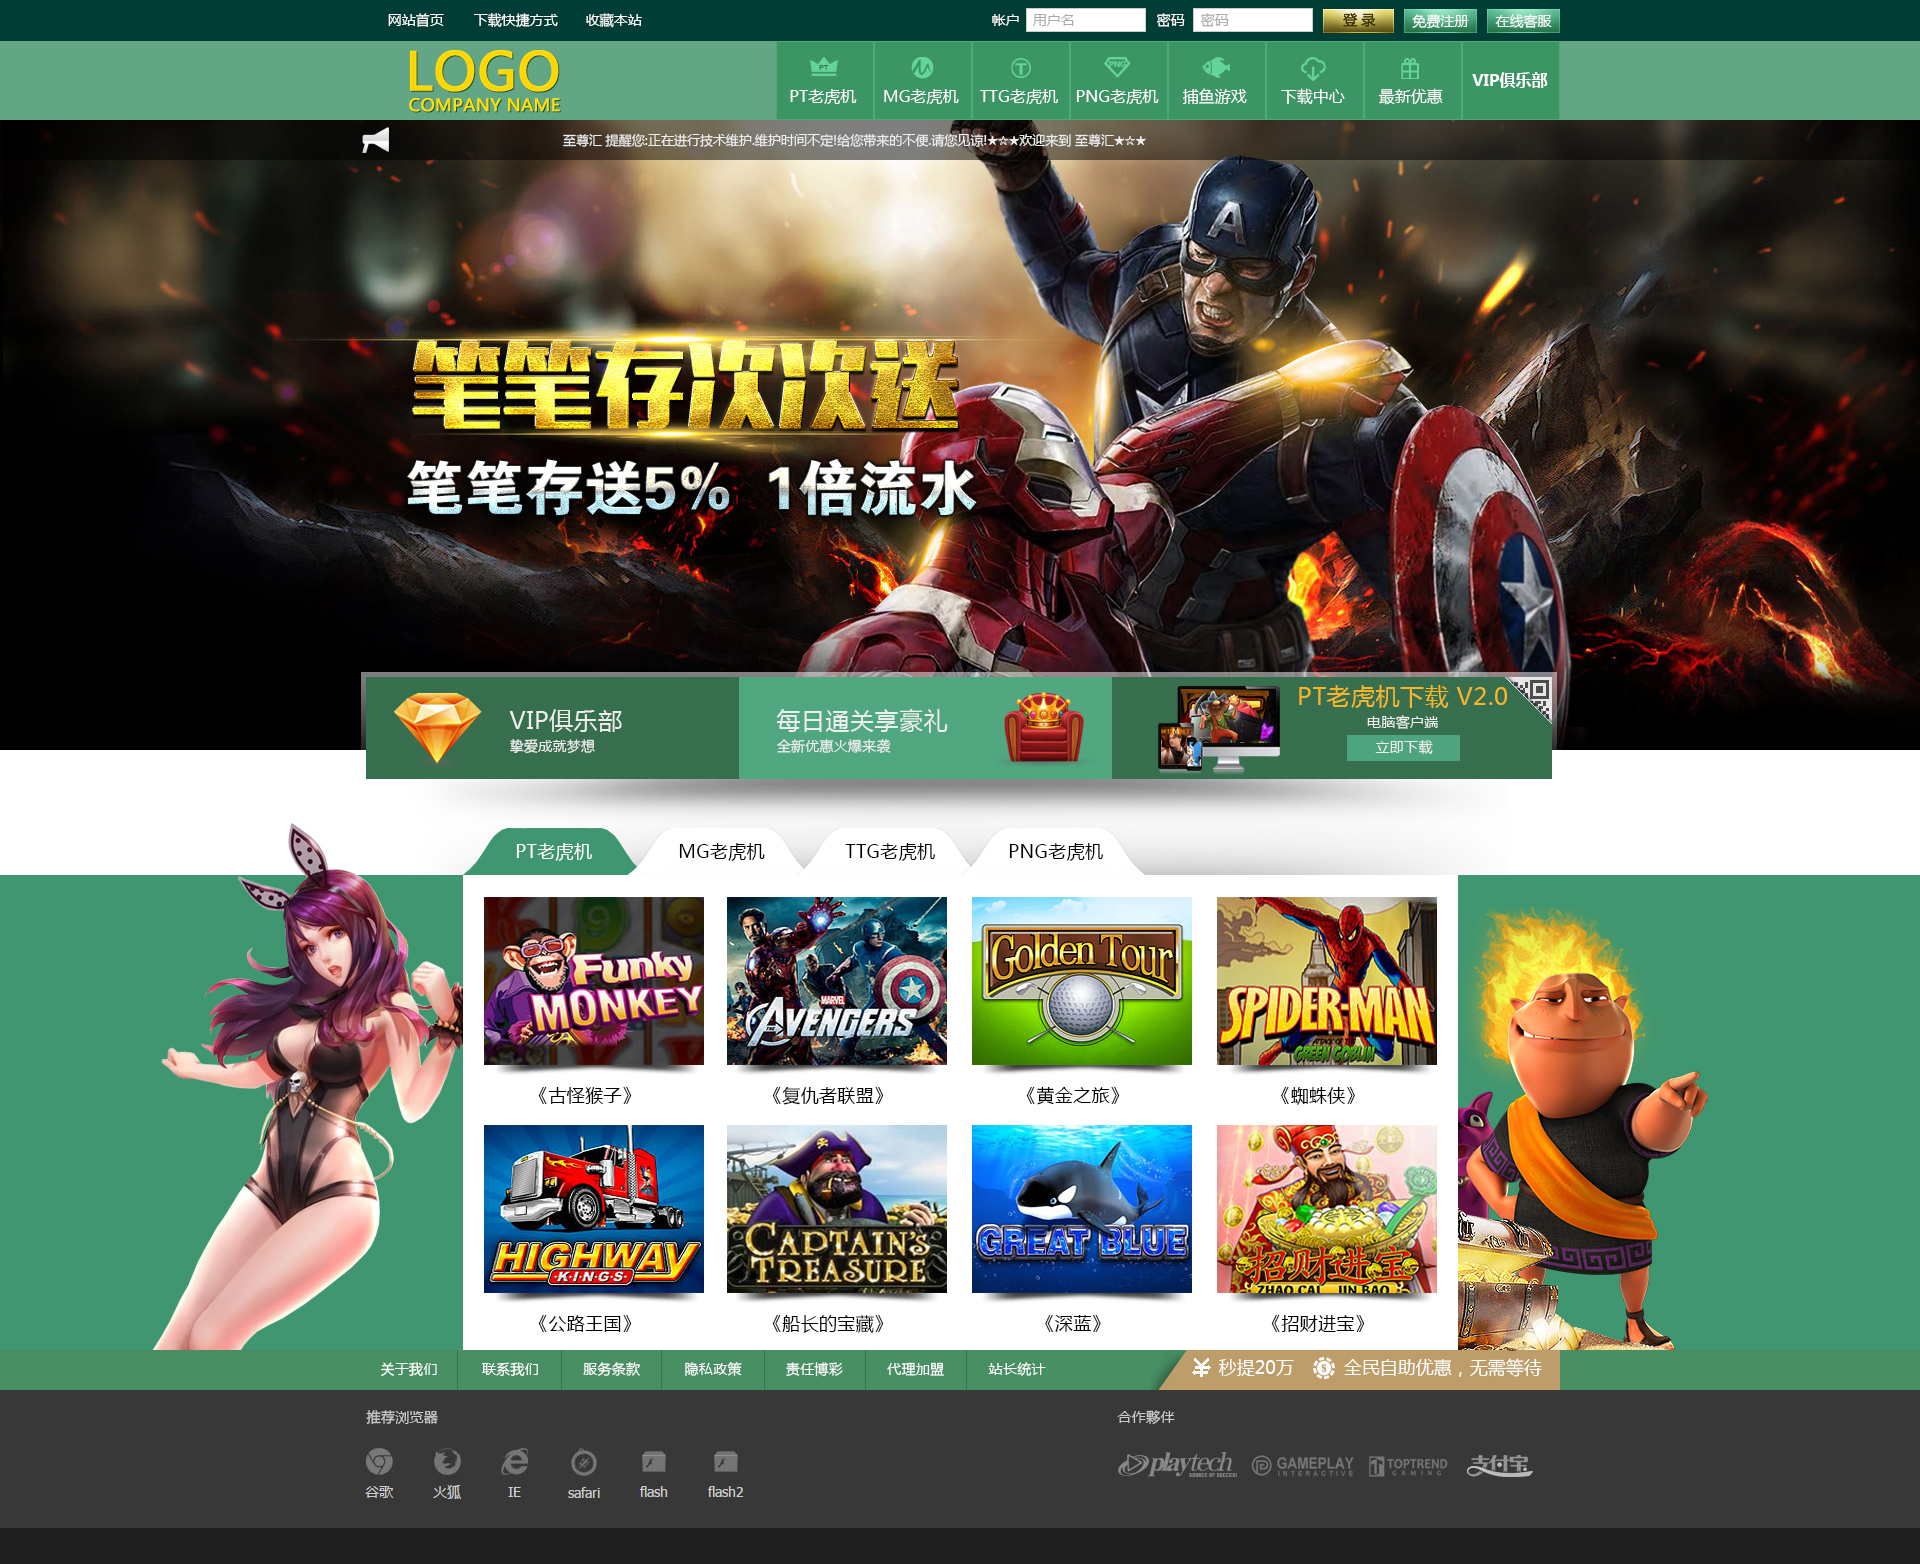 网站首页 下载快捷方式 收藏本站 帐户 用户名 密码 密码 登 录 免费注册 在线客服
LOGO
COMPANY NAME
PT PNG
PT老虎机 MG老虎机 TTG老虎机 PNG老虎机 捕鱼游戏 下载中心 最新优惠 VIP俱乐部
至尊汇 提醒您:正在进行技术维护.维护时间不定!给您带来的不便.请您见谅!★☆★欢迎来到 至尊汇★☆★
A
笔笔存次次送
笔笔存送5% 1倍流水
VIP俱乐部
挚爱成就梦想
每日通关享豪礼
全新优惠火爆来袭
PT老虎机下载 V2.0
电脑客户端
立即下载
PT老虎机 MG老虎机 TTG老虎机 PNG老虎机
Funky
MONKEY
MARVEL
THE AVENGERS
Golden Tour
SPIDER-MAN
ATTACK OF THE
GREEN GOBLIN
《古怪猴子》 《复仇者联盟》 《黄金之旅》 《蜘蛛侠》
HIGHWAY
K·I·N·G·S
CAPTAIN'S
TREASURE
GREAT BLUE
招财进宝
ZHAO CAI JIN BAO
《公路王国》 《船长的宝藏》 《深蓝》 《招财进宝》
关于我们 联系我们 服务条款 隐私政策 责任博彩 代理加盟 站长统计 秒提20万 全民自助优惠，无需等待
推荐浏览器 合作夥伴
playtech
SOURCE OF SUCCESS
GAMEPLAY
INTERACTIVE
TOPTREND
GAMING
支付宝
谷歌 火狐 IE safari flash flash2